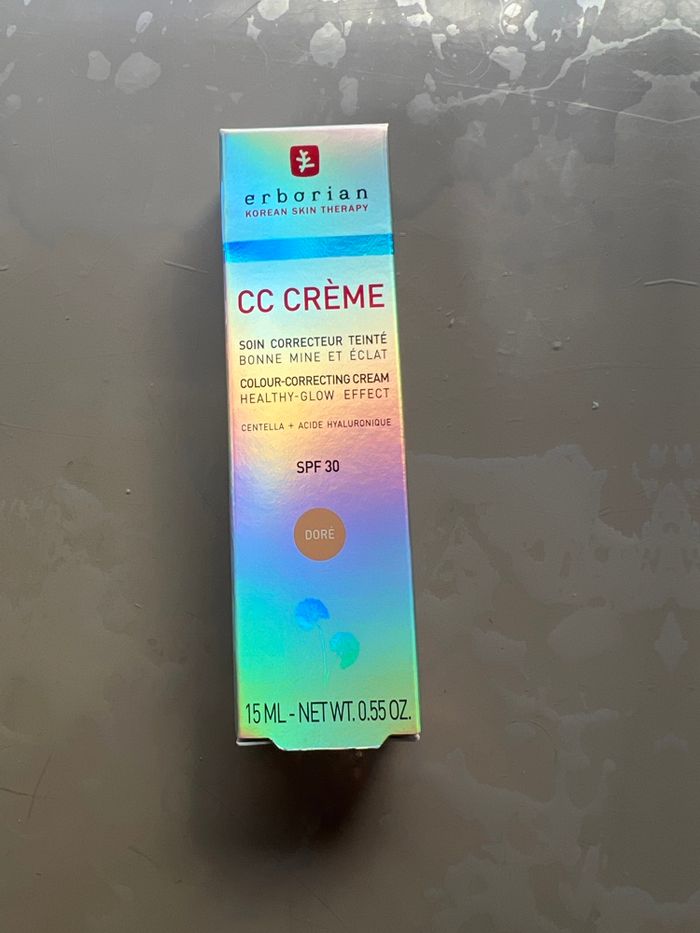 erborian
KOREAN SKIN THERAPY
CC CRÈME
SOIN CORRECTEUR TEINTÉ
BONNE MINE ET ÉCLAT
COLOUR-CORRECTING CREAM
HEALTHY-GLOW EFFECT
CENTELLA + ACIDE HYALURONIQUE
SPF 30
DORÉ
15 ML - NET WT. 0.55 OZ.